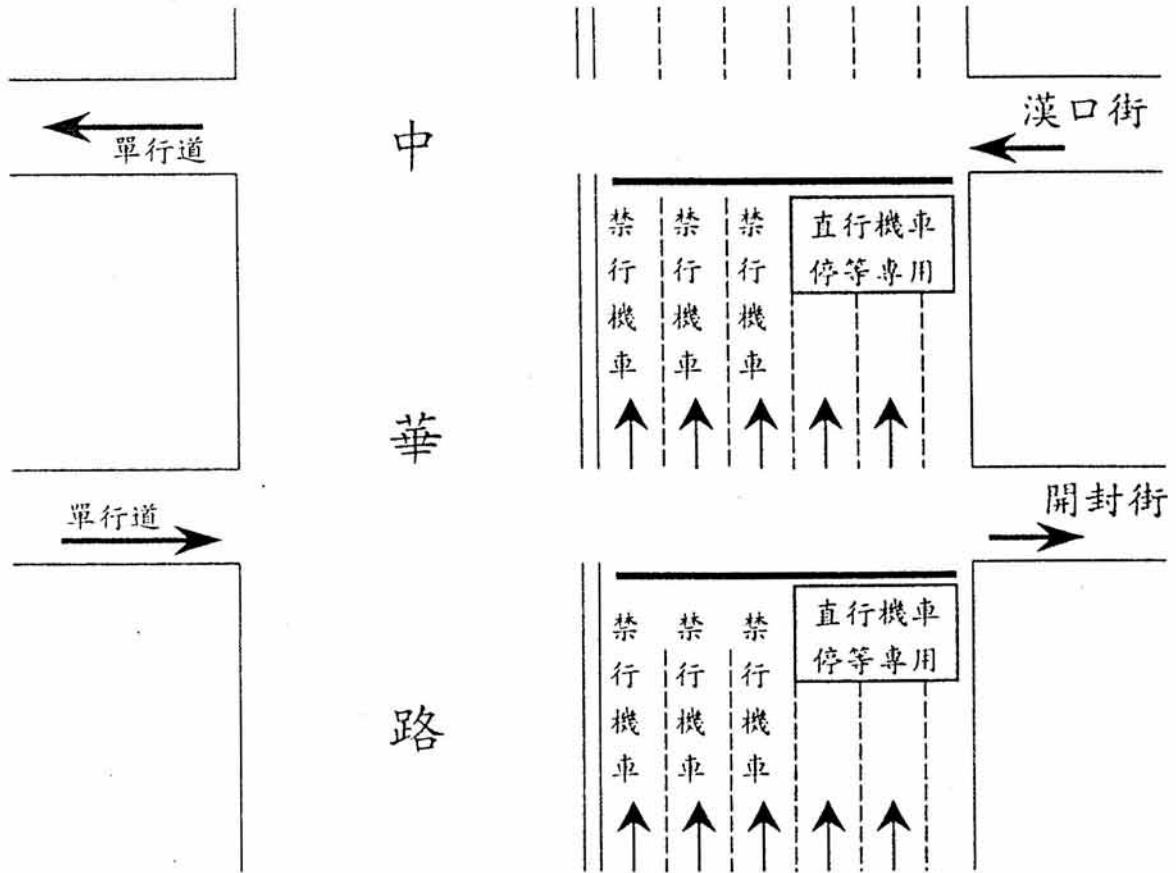 漢口街
單行道
中
禁行機車
禁行機車
禁行機車
直行機車
停等專用
華
開封街
單行道
直行機車
停等專用
禁行機車
禁行機車
禁行機車
路